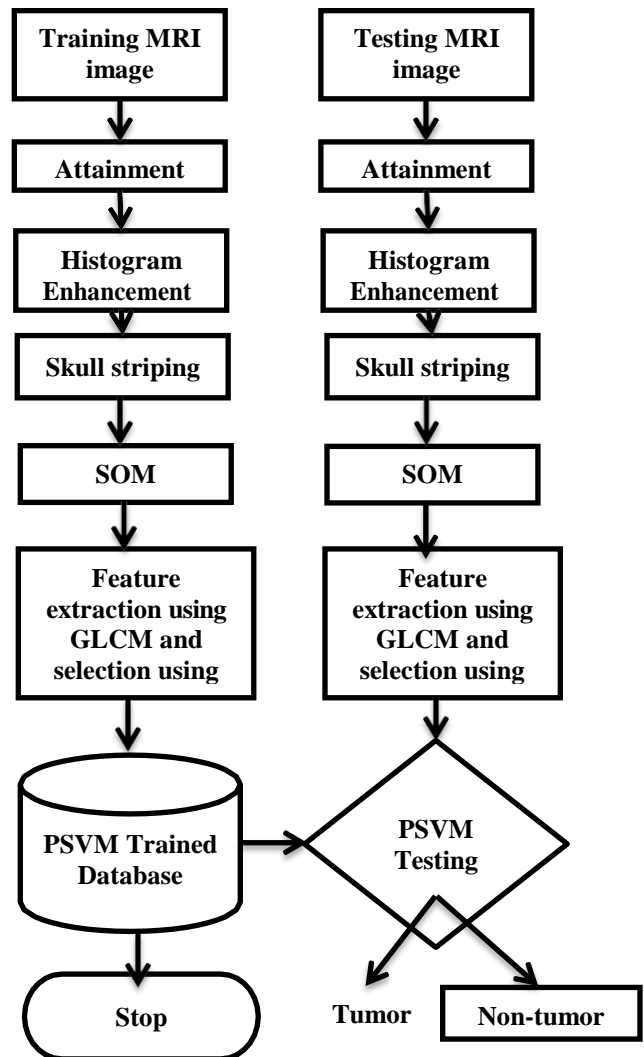 Training MRI
image
Attainment
Histogram
Enhancement
Skull striping
SOM
Feature
extraction using
GLCM and
selection using
PSVM Trained
Database
Stop
Testing MRI
image
Attainment
Histogram
Enhancement
Skull striping
SOM
Feature
extraction using
GLCM and
selection using
PSVM
Testing
Tumor
Non-tumor